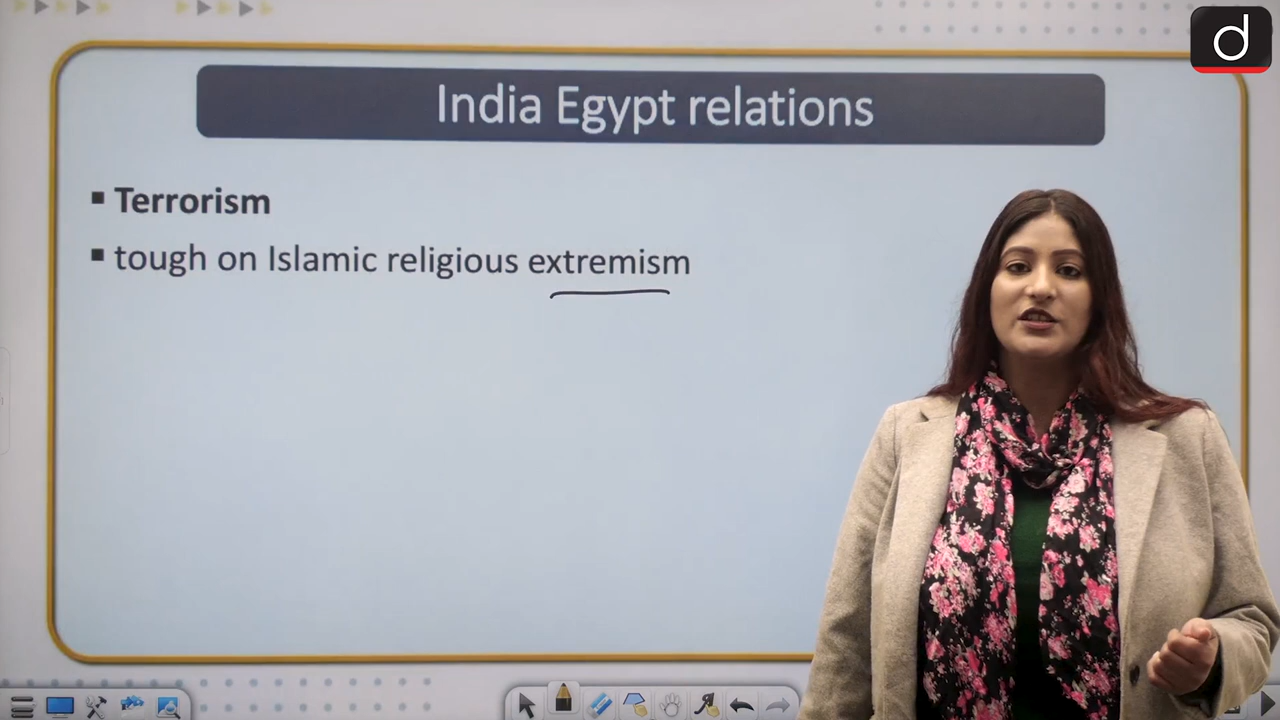 d
India Egypt relations
Terrorism
tough on Islamic religious extremism